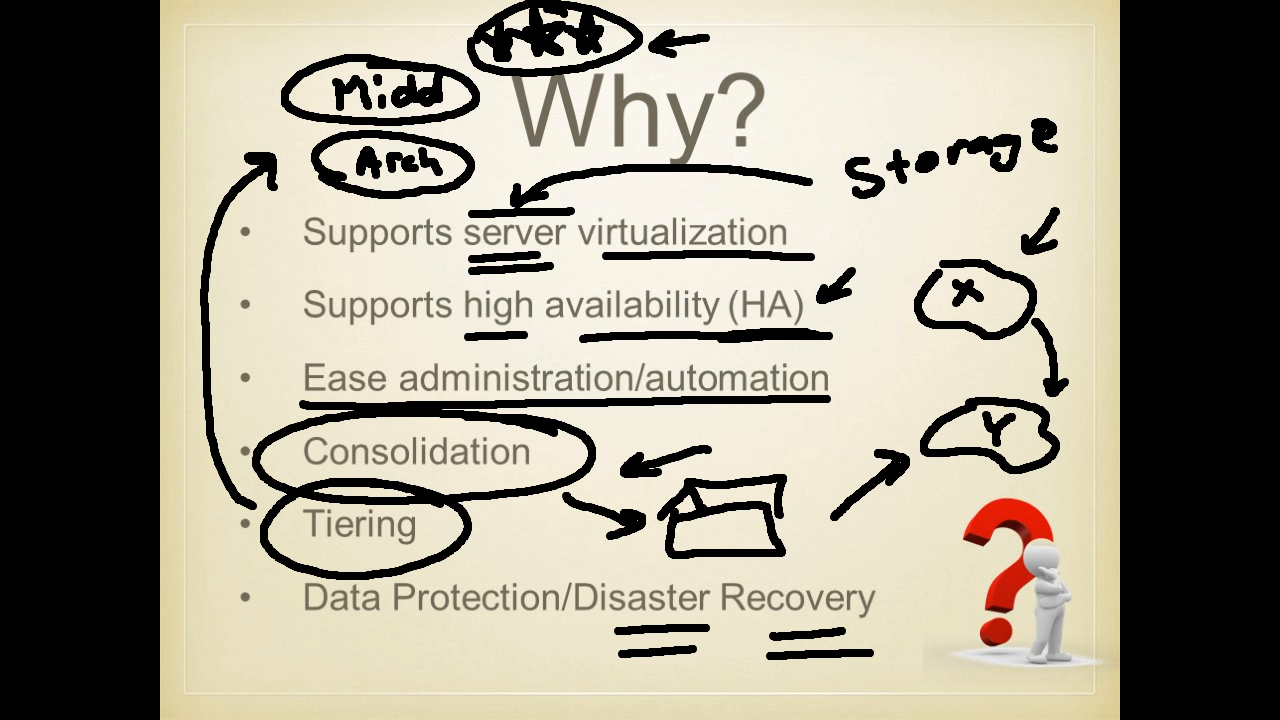 Midd
Why?
Arch
Storage
• Supports server virtualization
X
• Supports high availability (HA)
• Ease administration/automation
Y
• Consolidation
• Tiering
• Data Protection/Disaster Recovery